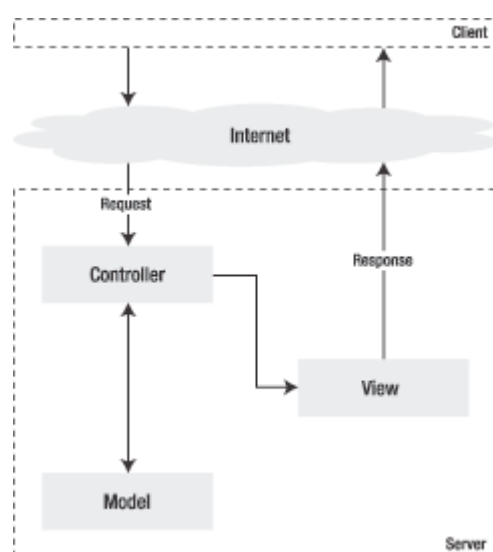 Client
Internet
Request
Controller
Response
View
Model
Server